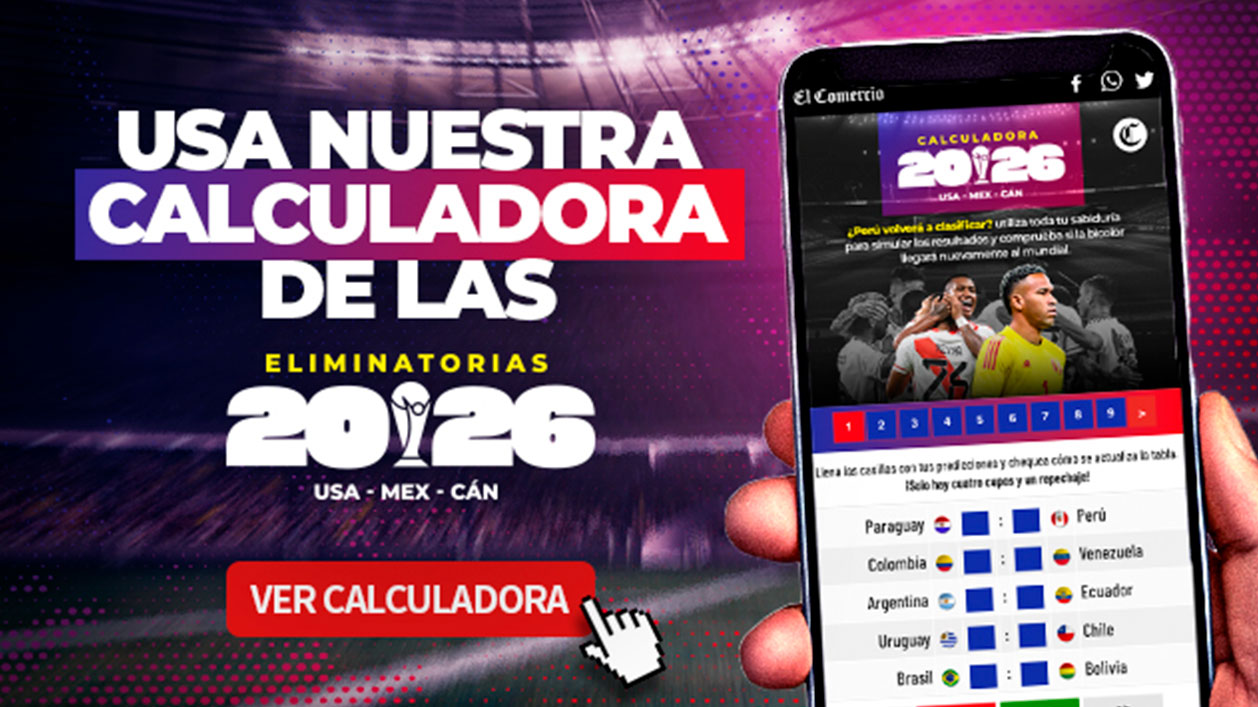 USA NUESTRA
CALCULADORA
DE LAS
ELIMINATORIAS
2026
USA - MEX - CÁN
VER CALCULADORA
El Comercio
CALCULADORA
2026
USA - MEX - CÁN
¿Perú volverá a clasificar? utiliza toda tu sabiduría
para simular los resultados y comprueba si la bicolor
llegará nuevamente al mundial.
26
1 2 3 4 5 6 7 8 9 >
Llena las casillas con tus predicciones y chequea cómo se actualiza la tabla.
¡Solo hay cuatro cupos y un repechaje!
Paraguay : Perú
Colombia : Venezuela
Argentina : Ecuador
Uruguay : Chile
Brasil : Bolivia